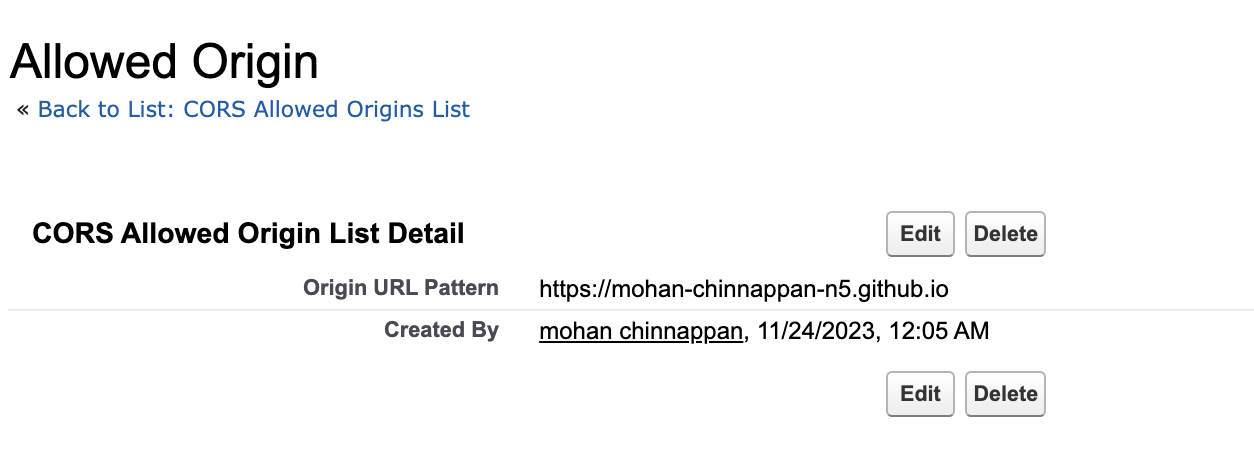 Allowed Origin
« Back to List: CORS Allowed Origins List
CORS Allowed Origin List Detail Edit Delete
Origin URL Pattern https://mohan-chinnappan-n5.github.io
Created By mohan chinnappan, 11/24/2023, 12:05 AM
Edit Delete